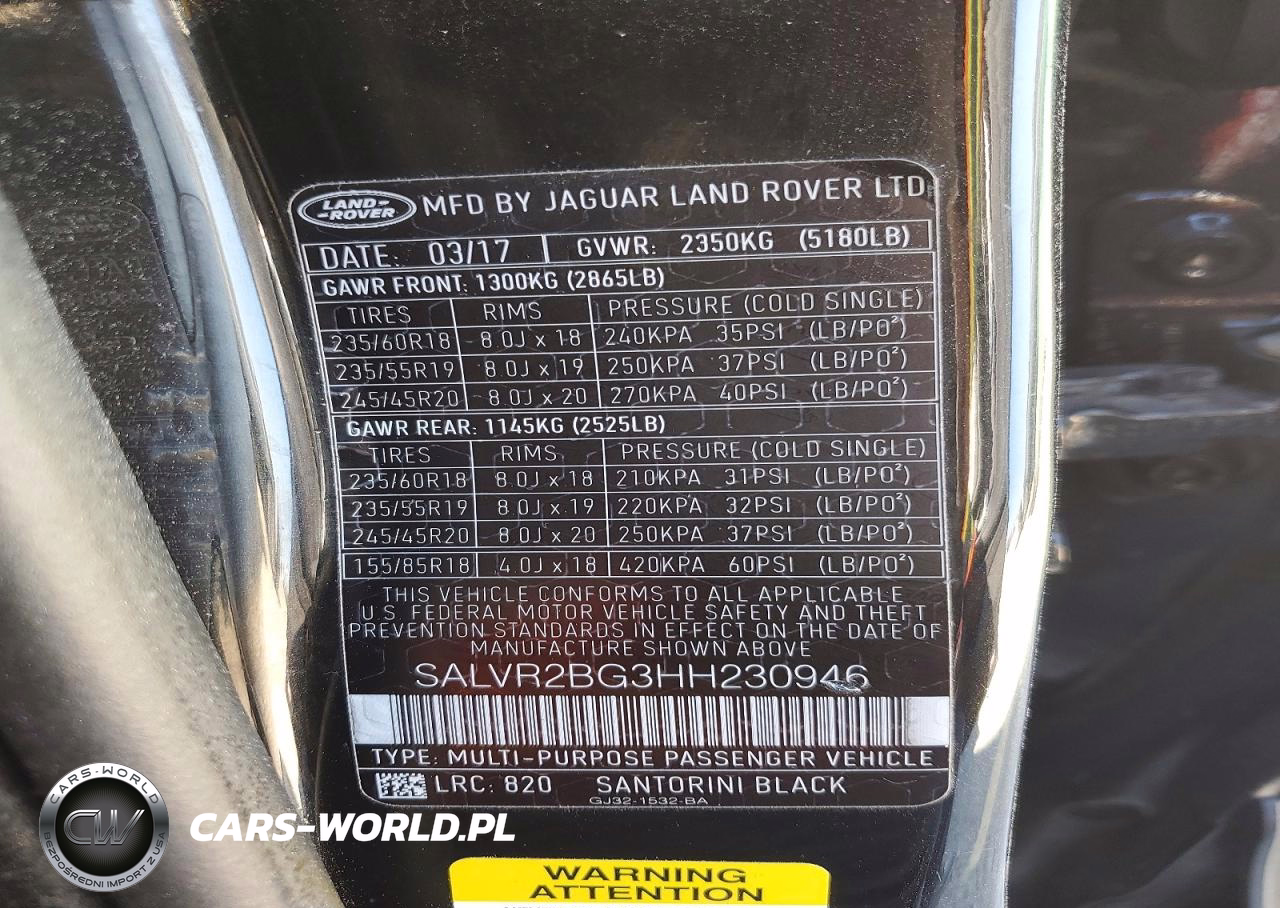 LAND-
-ROVER
MFD BY JAGUAR LAND ROVER LTD
DATE: 03/17 GVWR: 2350KG (5180LB)
GAWR FRONT: 1300KG (2865LB)
TIRES RIMS PRESSURE (COLD SINGLE)
235/60R18 8.0J x 18 240KPA 35PSI (LB/PO²)
235/55R19 8.0J x 19 250KPA 37PSI (LB/PO²)
245/45R20 8.0J x 20 270KPA 40PSI (LB/PO²)
GAWR REAR: 1145KG (2525LB)
TIRES RIMS PRESSURE (COLD SINGLE)
235/60R18 8.0J x 18 210KPA 31PSI (LB/PO²)
235/55R19 8.0J x 19 220KPA 32PSI (LB/PO²)
245/45R20 8.0J x 20 250KPA 37PSI (LB/PO²)
155/85R18 4.0J x 18 420KPA 60PSI (LB/PO²)
THIS VEHICLE CONFORMS TO ALL APPLICABLE
U.S. FEDERAL MOTOR VEHICLE SAFETY AND THEFT
PREVENTION STANDARDS IN EFFECT ON THE DATE OF
MANUFACTURE SHOWN ABOVE
SALVR2BG3HH230946
TYPE: MULTI-PURPOSE PASSENGER VEHICLE
LRC: 820 SANTORINI BLACK
GJ32-1532-BA
CARS-WORLD
CW
BEZPOŚREDNI IMPORT Z USA
CARS-WORLD.PL
WARNING
ATTENTION